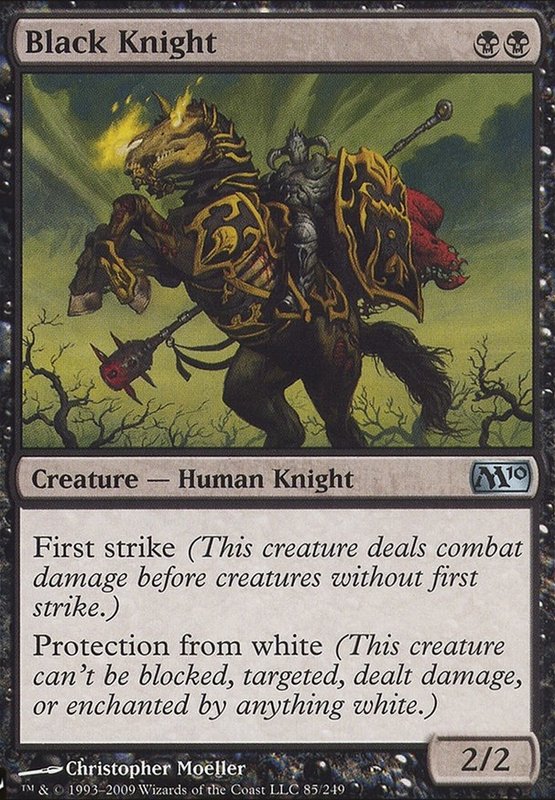 Black Knight
Creature — Human Knight
M10
First strike (This creature deals combat
damage before creatures without first
strike.)
Protection from white (This creature
can't be blocked, targeted, dealt damage,
or enchanted by anything white.)
2/2
Christopher Moeller
™ & © 1993–2009 Wizards of the Coast LLC 85/249